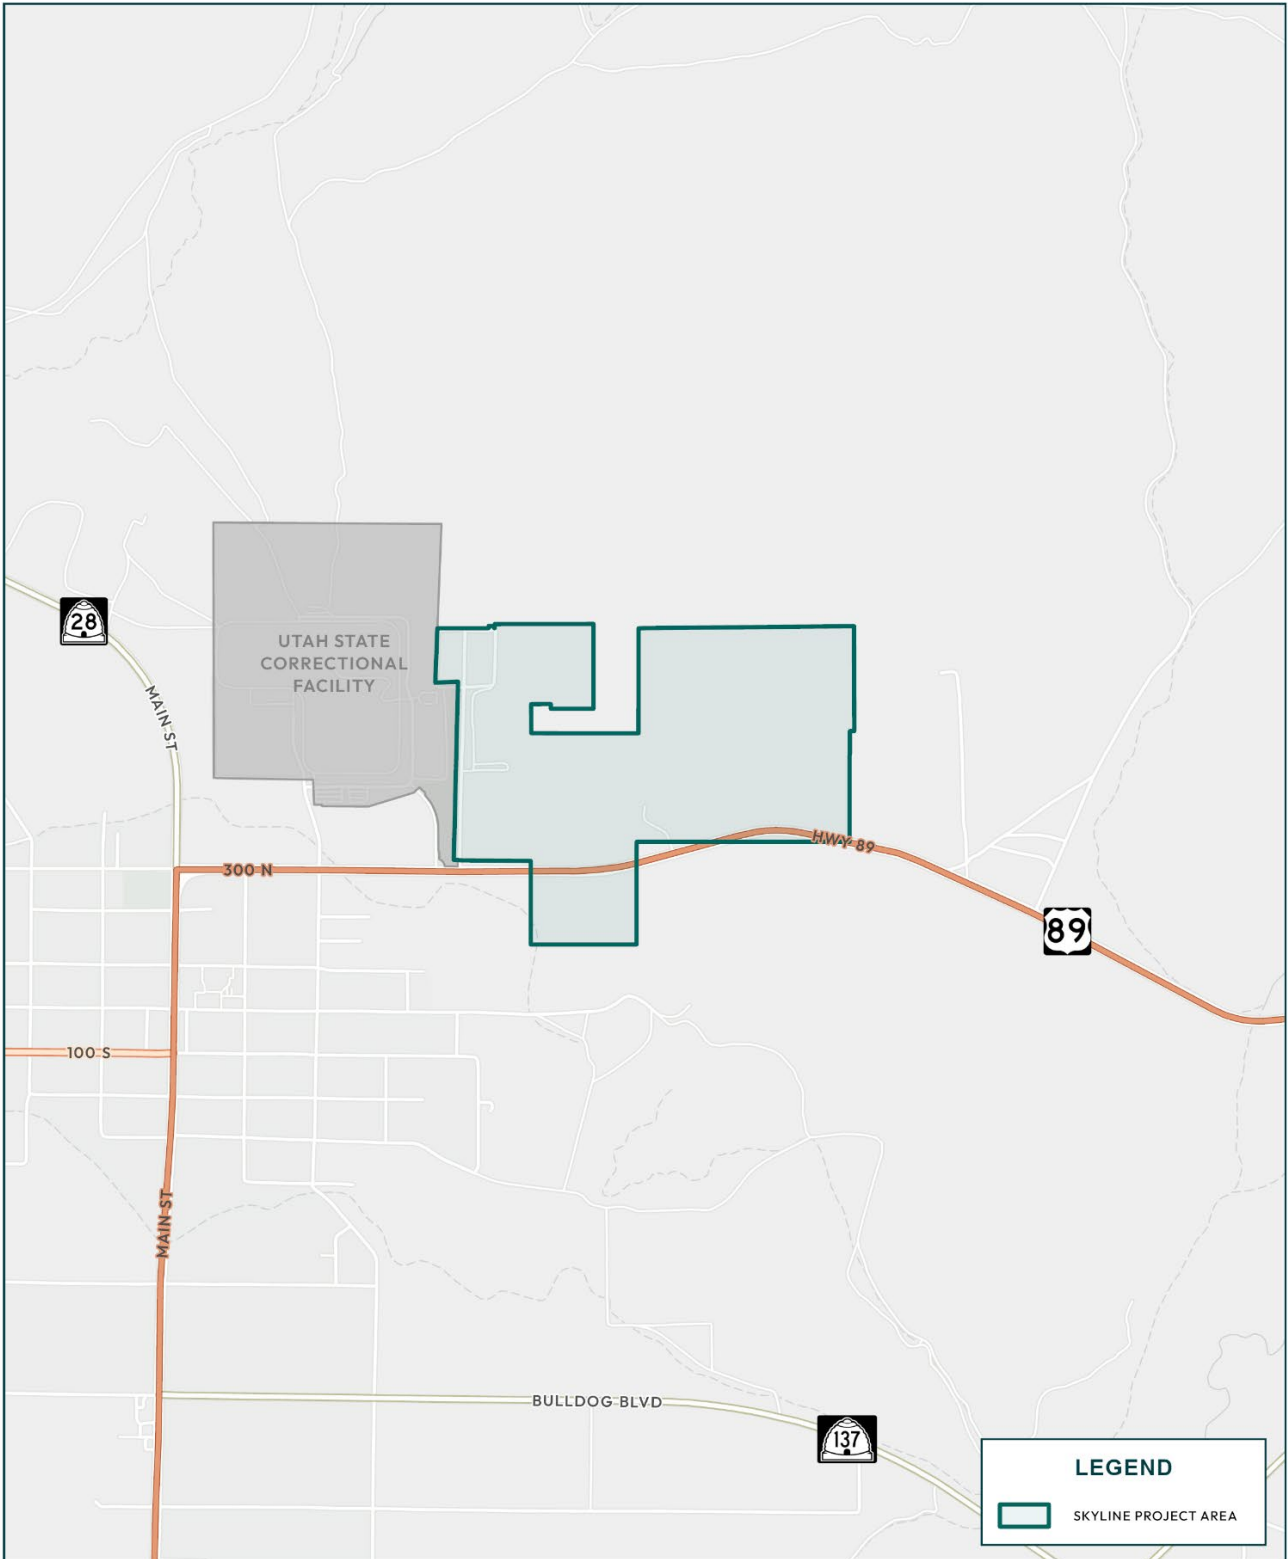 28
UTAH STATE
CORRECTIONAL
FACILITY
MAIN ST
300 N
HWY 89
89
100 S
MAIN ST
BULLDOG BLVD
137
LEGEND
SKYLINE PROJECT AREA